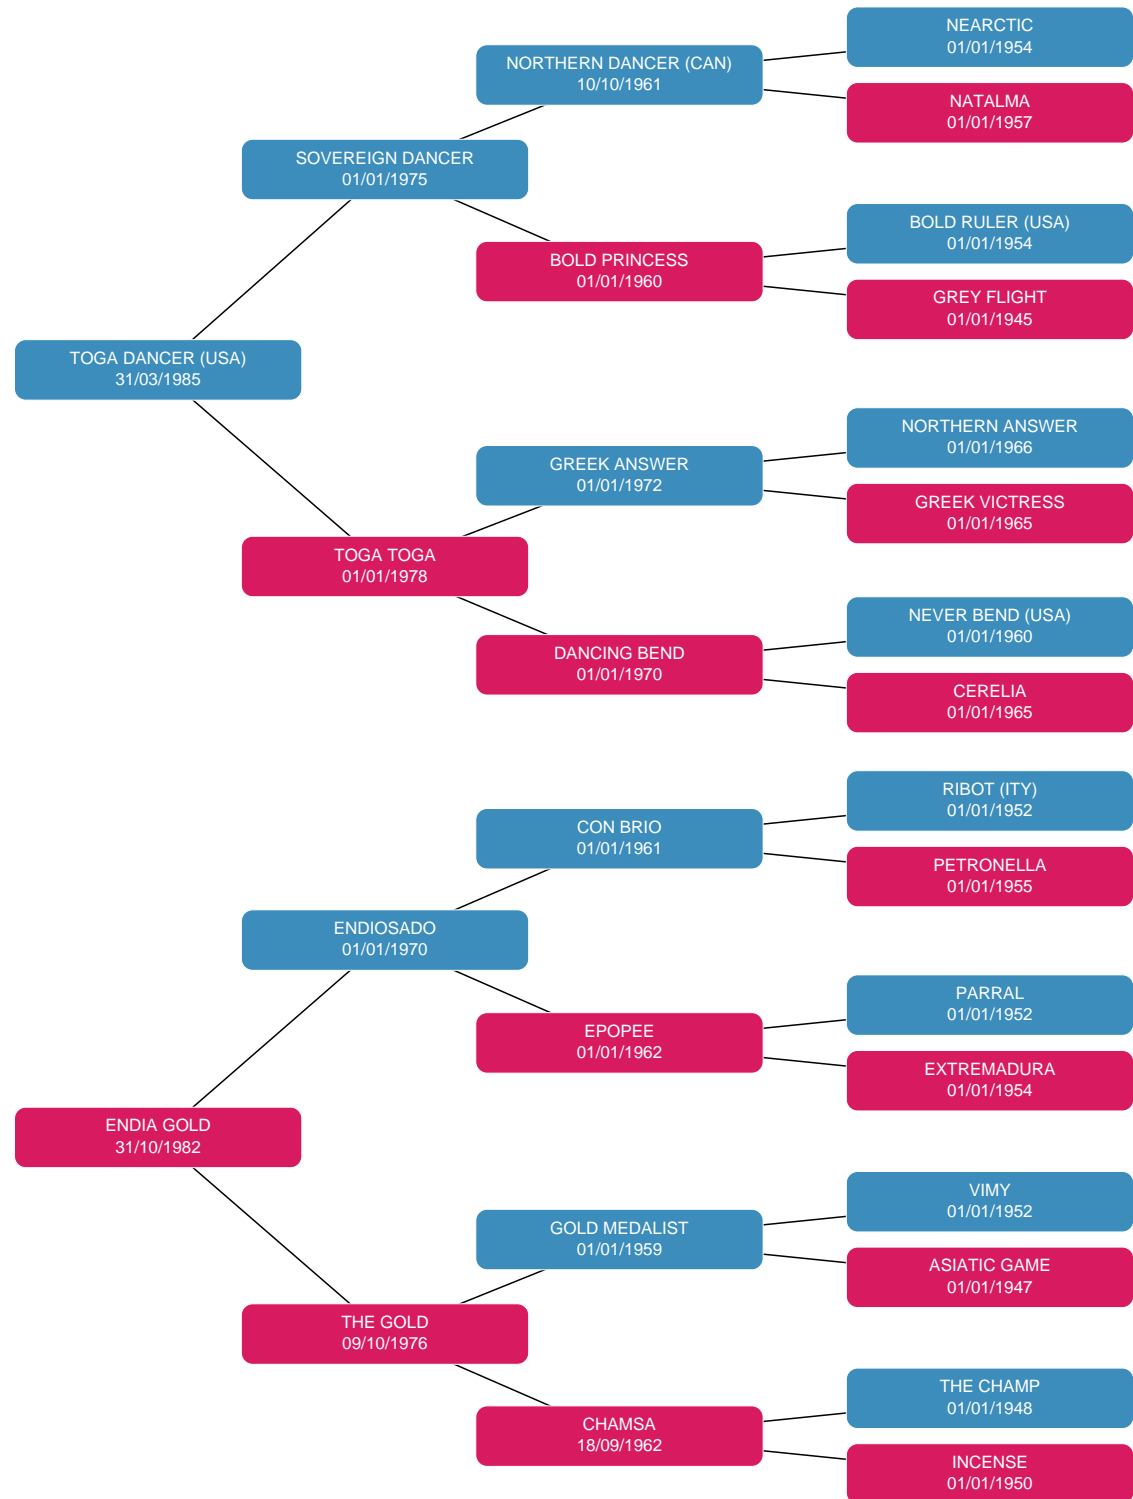 NEARCTIC
01/01/1954
NORTHERN DANCER (CAN)
10/10/1961
NATALMA
01/01/1957
SOVEREIGN DANCER
01/01/1975
BOLD RULER (USA)
01/01/1954
BOLD PRINCESS
01/01/1960
GREY FLIGHT
01/01/1945
TOGA DANCER (USA)
31/03/1985
NORTHERN ANSWER
01/01/1966
GREEK ANSWER
01/01/1972
GREEK VICTRESS
01/01/1965
TOGA TOGA
01/01/1978
NEVER BEND (USA)
01/01/1960
DANCING BEND
01/01/1970
CERELIA
01/01/1965
RIBOT (ITY)
01/01/1952
CON BRIO
01/01/1961
PETRONELLA
01/01/1955
ENDIOSADO
01/01/1970
PARRAL
01/01/1952
EPOPEE
01/01/1962
EXTREMADURA
01/01/1954
ENDIA GOLD
31/10/1982
VIMY
01/01/1952
GOLD MEDALIST
01/01/1959
ASIATIC GAME
01/01/1947
THE GOLD
09/10/1976
THE CHAMP
01/01/1948
CHAMSA
18/09/1962
INCENSE
01/01/1950